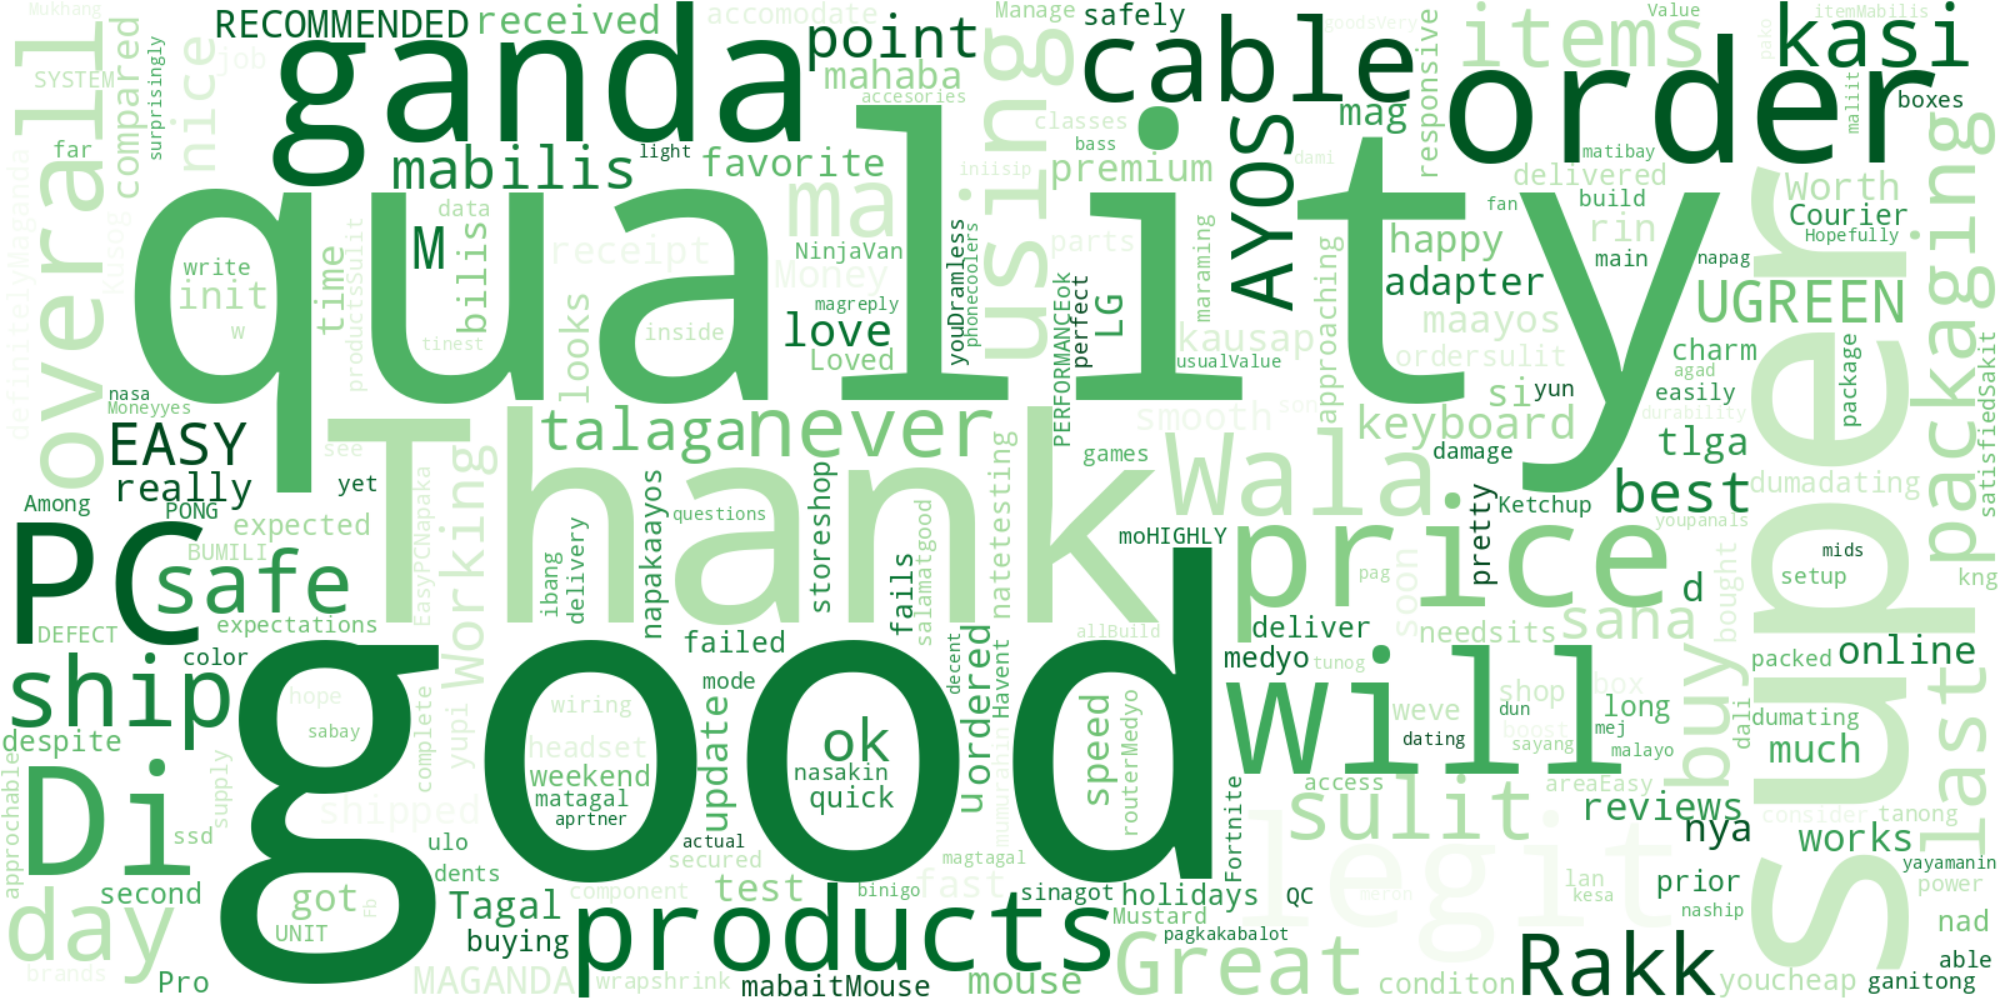 Mukhang
RECOMMENDED
received
accomodate
Manage
safely
goodsVery
Value
itemMabilis
ganda
point
cable
items
kasi
overall
SYSTEM
compared
surprisingly
nice
job
mahaba
accesories
using
classes
bass
mag
responsive
order
pako
maliit
boxes
far
mabilis
light
favorite
ma
iniisip
premium
AYOS
dami
matibay
delivered
Worth
packaging
definitelyMaganda
Kusog
quality
data
M
bilis
receipt
NinjaVan
Money
youDramless
phonecoolers
parts
maraming
fan
build
rin
Courier
Hopefully
write
init
w
time
productsSulit
looks
inside
tinest
magreply
love
Loved
PERFORMANCEok
perfect
LG
kausap
usualValue
approaching
happy
adapter
maayos
ordersulit
main
napag
UGREEN
charm
agad
easily
package
satisfiedSakit
nasa
Moneyyes
EASY
really
talaga
never
smooth
son
keyboard
si
yun
durability
tlga
super
see
yet
Thank
Working
EasyPCNapaka
natetesting
games
Wala
damage
best
dumadating
Among
PONG
expected
BUMILI
napakaayos
questions
storeshop
moHIGHLY
price
pretty
Ketchup
youpanals
PC
safe
ibang
delivery
fails
salamatgood
pag
soon
d
bought
mids
setup
kng
DEFECT
expectations
failed
decent
uordered
Havent
allBuild
deliver
medyo
tunog
needsits
sana
packed
online
ship
color
good
hope
sabay
complete
yupi
wiring
headset
weekend
matagal
aprtner
mode
update
ok
nasakin
quick
speed
routerMedyo
mumurahin
will
shop
box
dun
boost
mej
weve
dating
sayang
malayo
long
buy
dali
dumating
much
last
despite
Di
approchable
supply
ssd
shipped
ulo
actual
Fortnite
access
sulit
areaEasy
reviews
nya
consider
tanong
works
day
second
got
Fb
UNIT
dents
Tagal
buying
component
secured
test
binigo
fast
magtagal
sinagot
holidays
Mustard
QC
legit
meron
lan
kesa
prior
naship
yayamanin
power
nad
able
brands
Pro
MAGANDA
wrapshrink
products
mabaitMouse
mouse
Great
pagkakabalot
conditon
Rakk
youcheap
ganitong